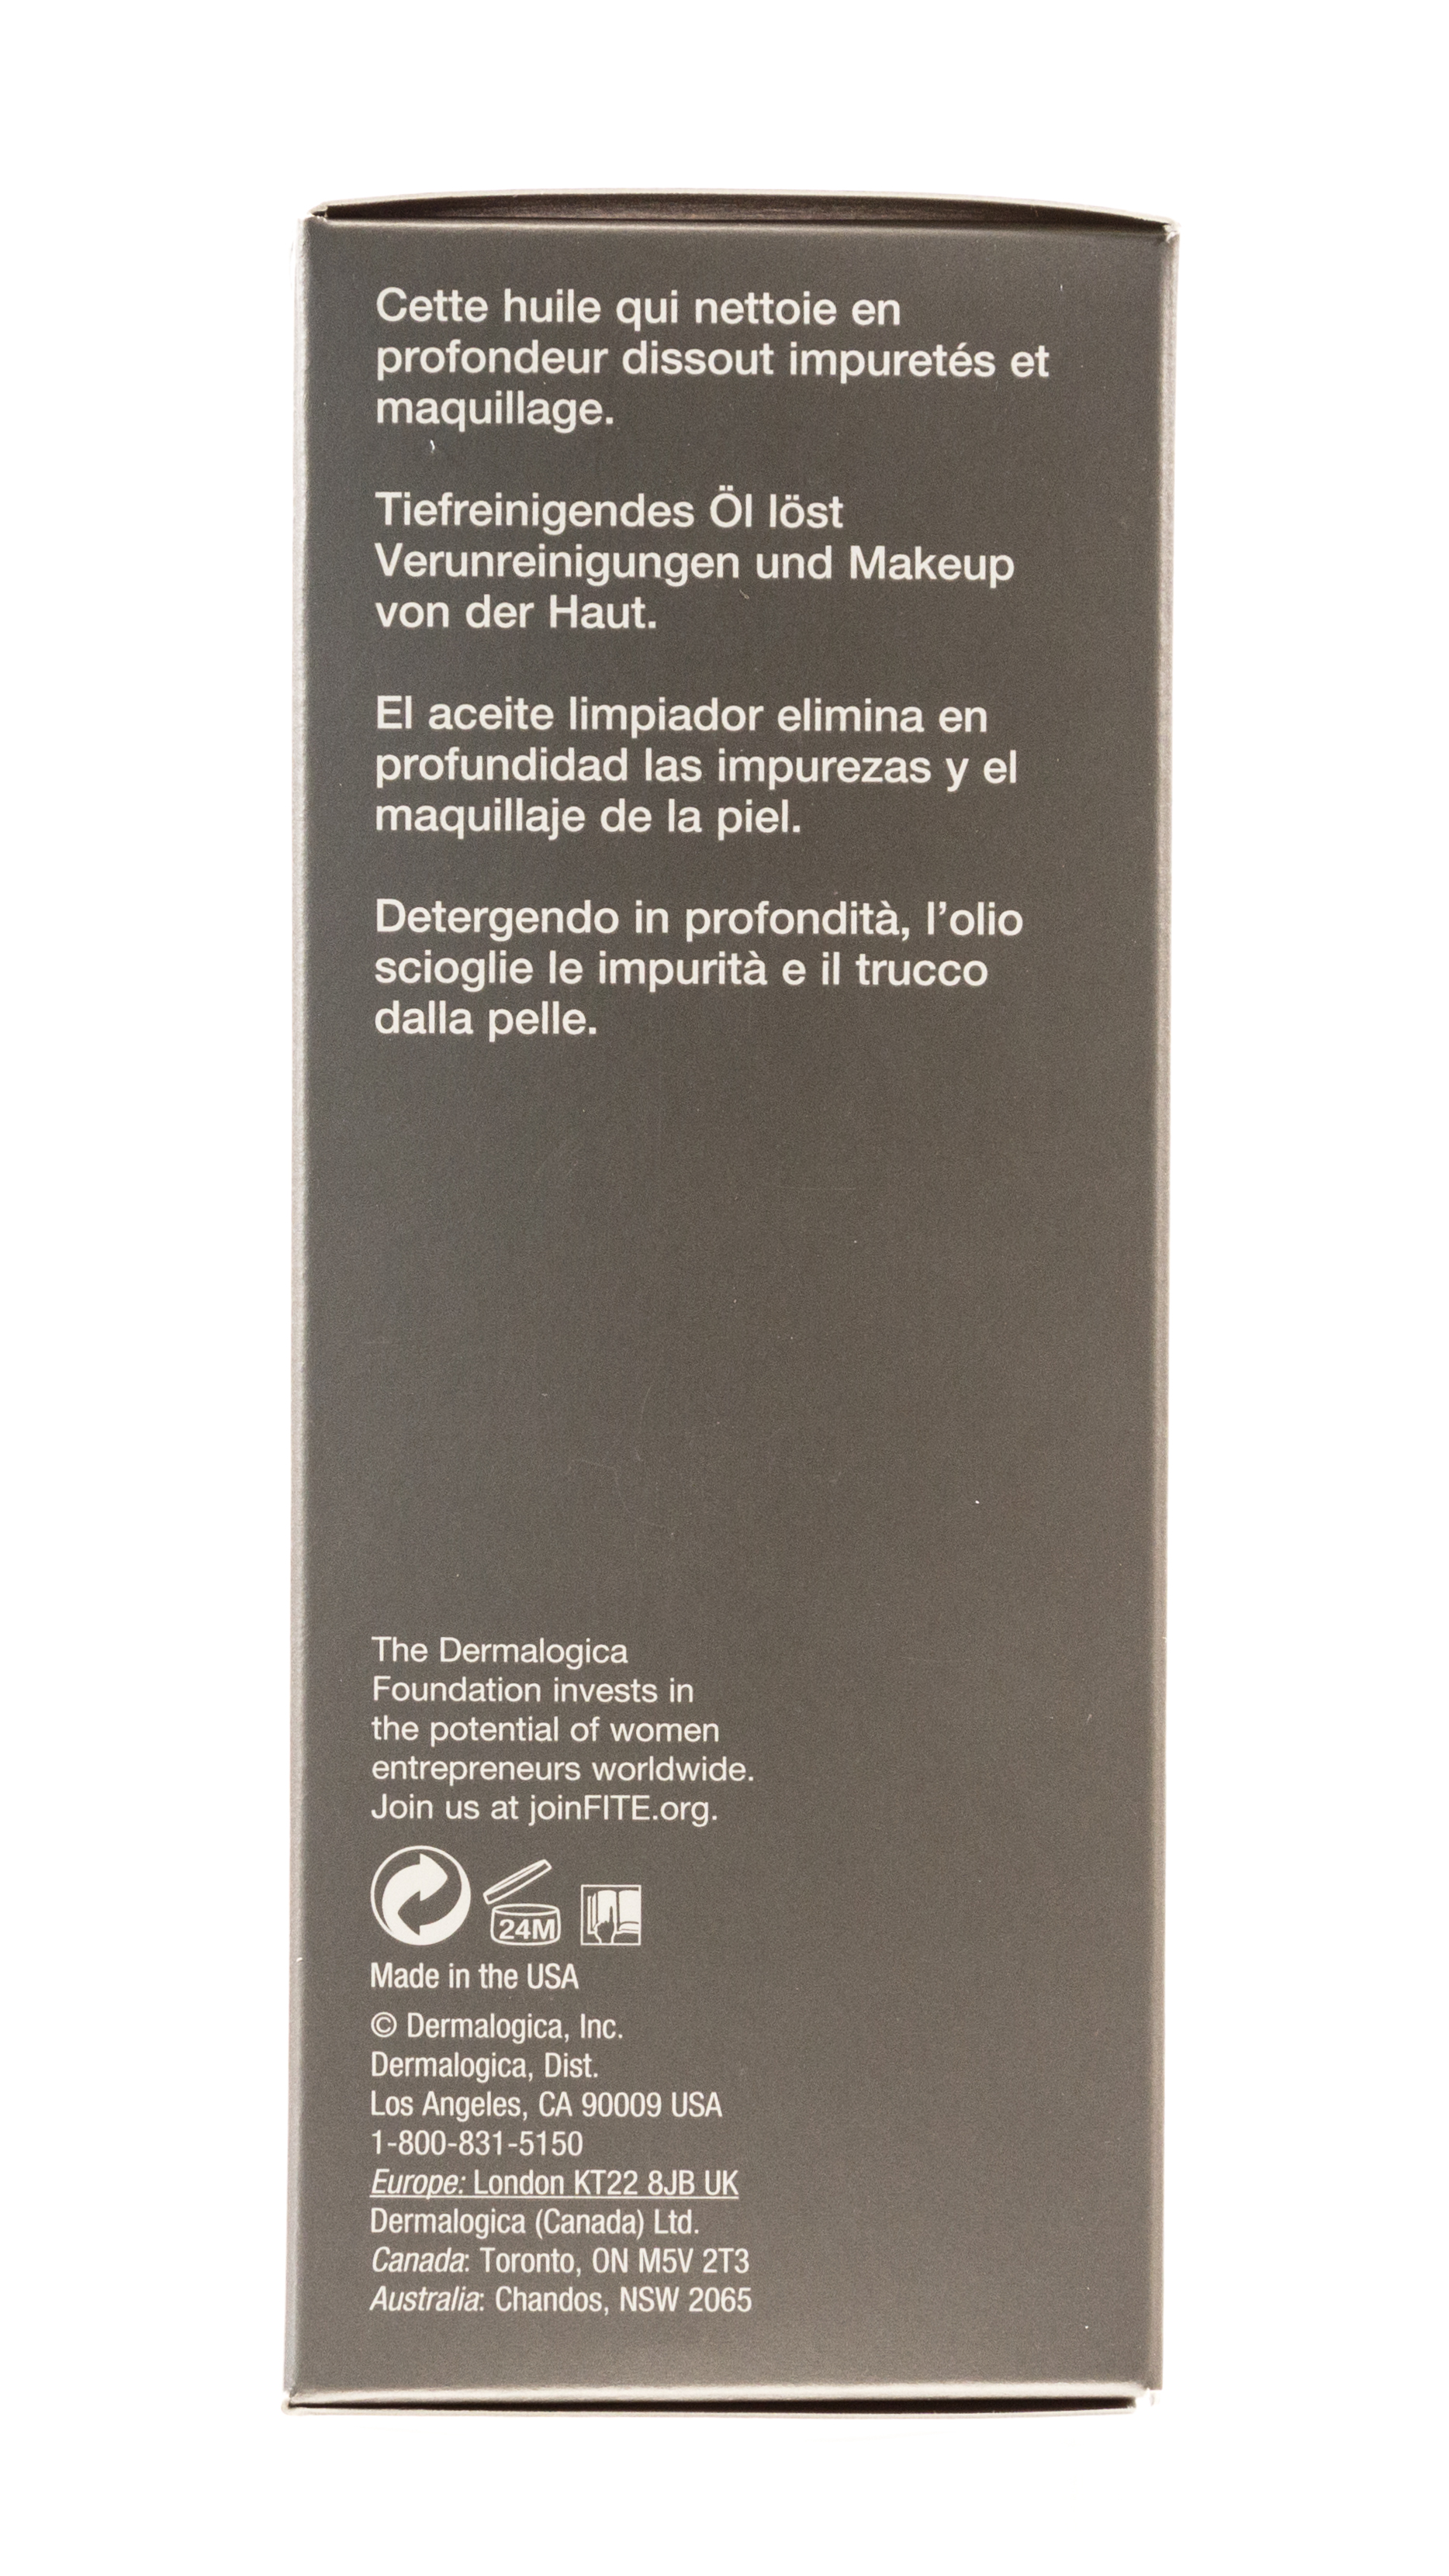 Cette huile qui nettoie en
profondeur dissout impuretés et
maquillage.
Tiefreinigendes Öl löst
Verunreinigungen und Makeup
von der Haut.
El aceite limpiador elimina en
profundidad las impurezas y el
maquillaje de la piel.
Detergendo in profondità, l’olio
scioglie le impurità e il trucco
dalla pelle.
The Dermalogica
Foundation invests in
the potential of women
entrepreneurs worldwide.
Join us at joinFITE.org.
24M
Made in the USA
© Dermalogica, Inc.
Dermalogica, Dist.
Los Angeles, CA 90009 USA
1-800-831-5150
Europe: London KT22 8JB UK
Dermalogica (Canada) Ltd.
Canada: Toronto, ON M5V 2T3
Australia: Chandos, NSW 2065